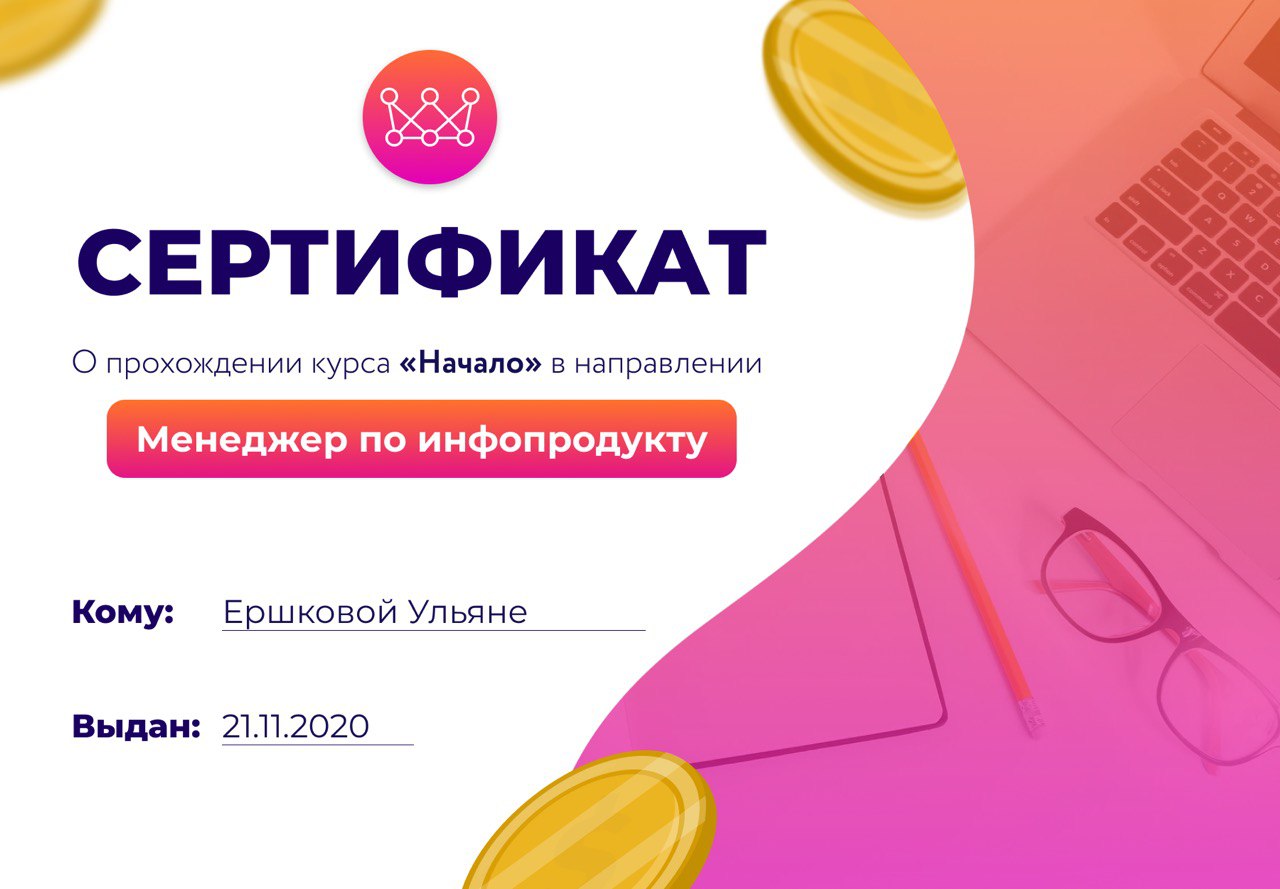 СЕРТИФИКАТ
О прохождении курса «Начало» в направлении
Менеджер по инфопродукту
Кому: Ершковой Ульяне
Выдан: 21.11.2020